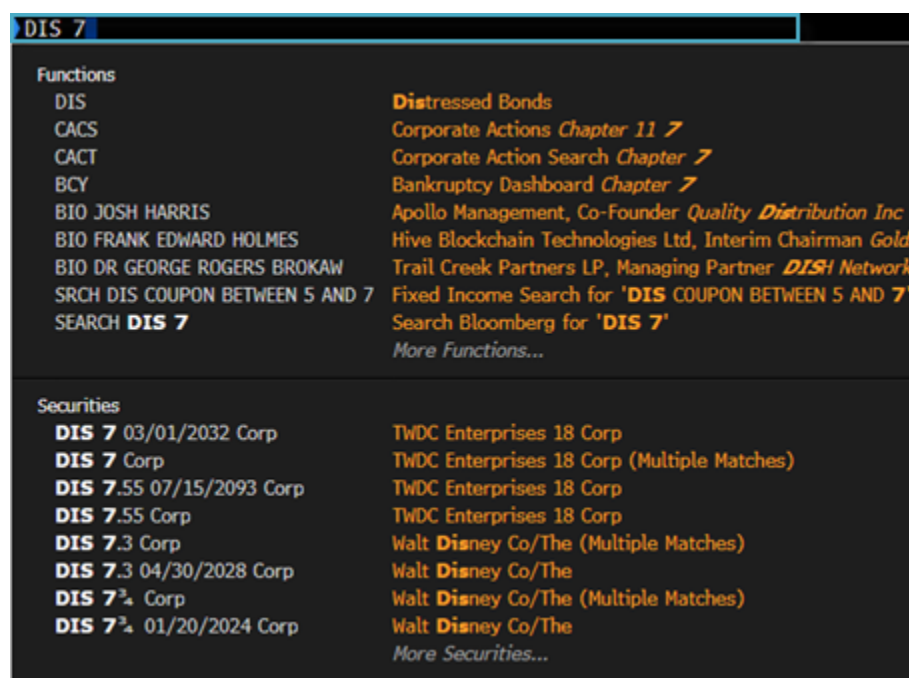 DIS 7
Functions
DIS Distressed Bonds
CACS Corporate Actions Chapter 11 7
CACT Corporate Action Search Chapter 7
BCY Bankruptcy Dashboard Chapter 7
BIO JOSH HARRIS Apollo Management, Co-Founder Quality Distribution Inc
BIO FRANK EDWARD HOLMES Hive Blockchain Technologies Ltd, Interim Chairman Gold
BIO DR GEORGE ROGERS BROKAW Trail Creek Partners LP, Managing Partner DISH Network
SRCH DIS COUPON BETWEEN 5 AND 7 Fixed Income Search for 'DIS COUPON BETWEEN 5 AND 7'
SEARCH DIS 7 Search Bloomberg for 'DIS 7'
More Functions...
Securities
DIS 7 03/01/2032 Corp TWDC Enterprises 18 Corp
DIS 7 Corp TWDC Enterprises 18 Corp (Multiple Matches)
DIS 7.55 07/15/2093 Corp TWDC Enterprises 18 Corp
DIS 7.55 Corp TWDC Enterprises 18 Corp
DIS 7.3 Corp Walt Disney Co/The (Multiple Matches)
DIS 7.3 04/30/2028 Corp Walt Disney Co/The
DIS 7¾ Corp Walt Disney Co/The (Multiple Matches)
DIS 7¾ 01/20/2024 Corp Walt Disney Co/The
More Securities...